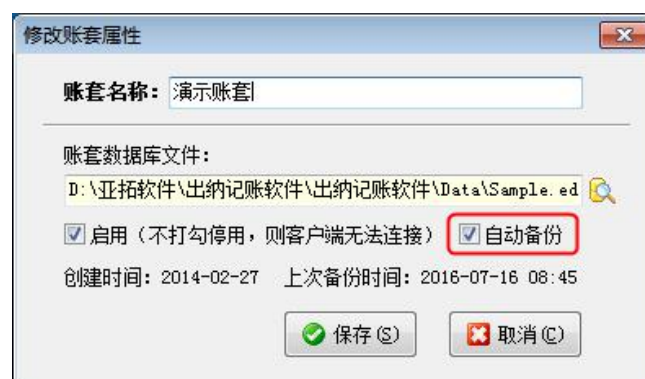 修改账套属性
账套名称: 演示账套
账套数据库文件:
D:\亚拓软件\出纳记账软件\出纳记账软件\Data\Sample.ed
启用(不打勾停用,则客户端无法连接) 自动备份
创建时间: 2014-02-27 上次备份时间: 2016-07-16 08:45
保存(S) 取消(C)